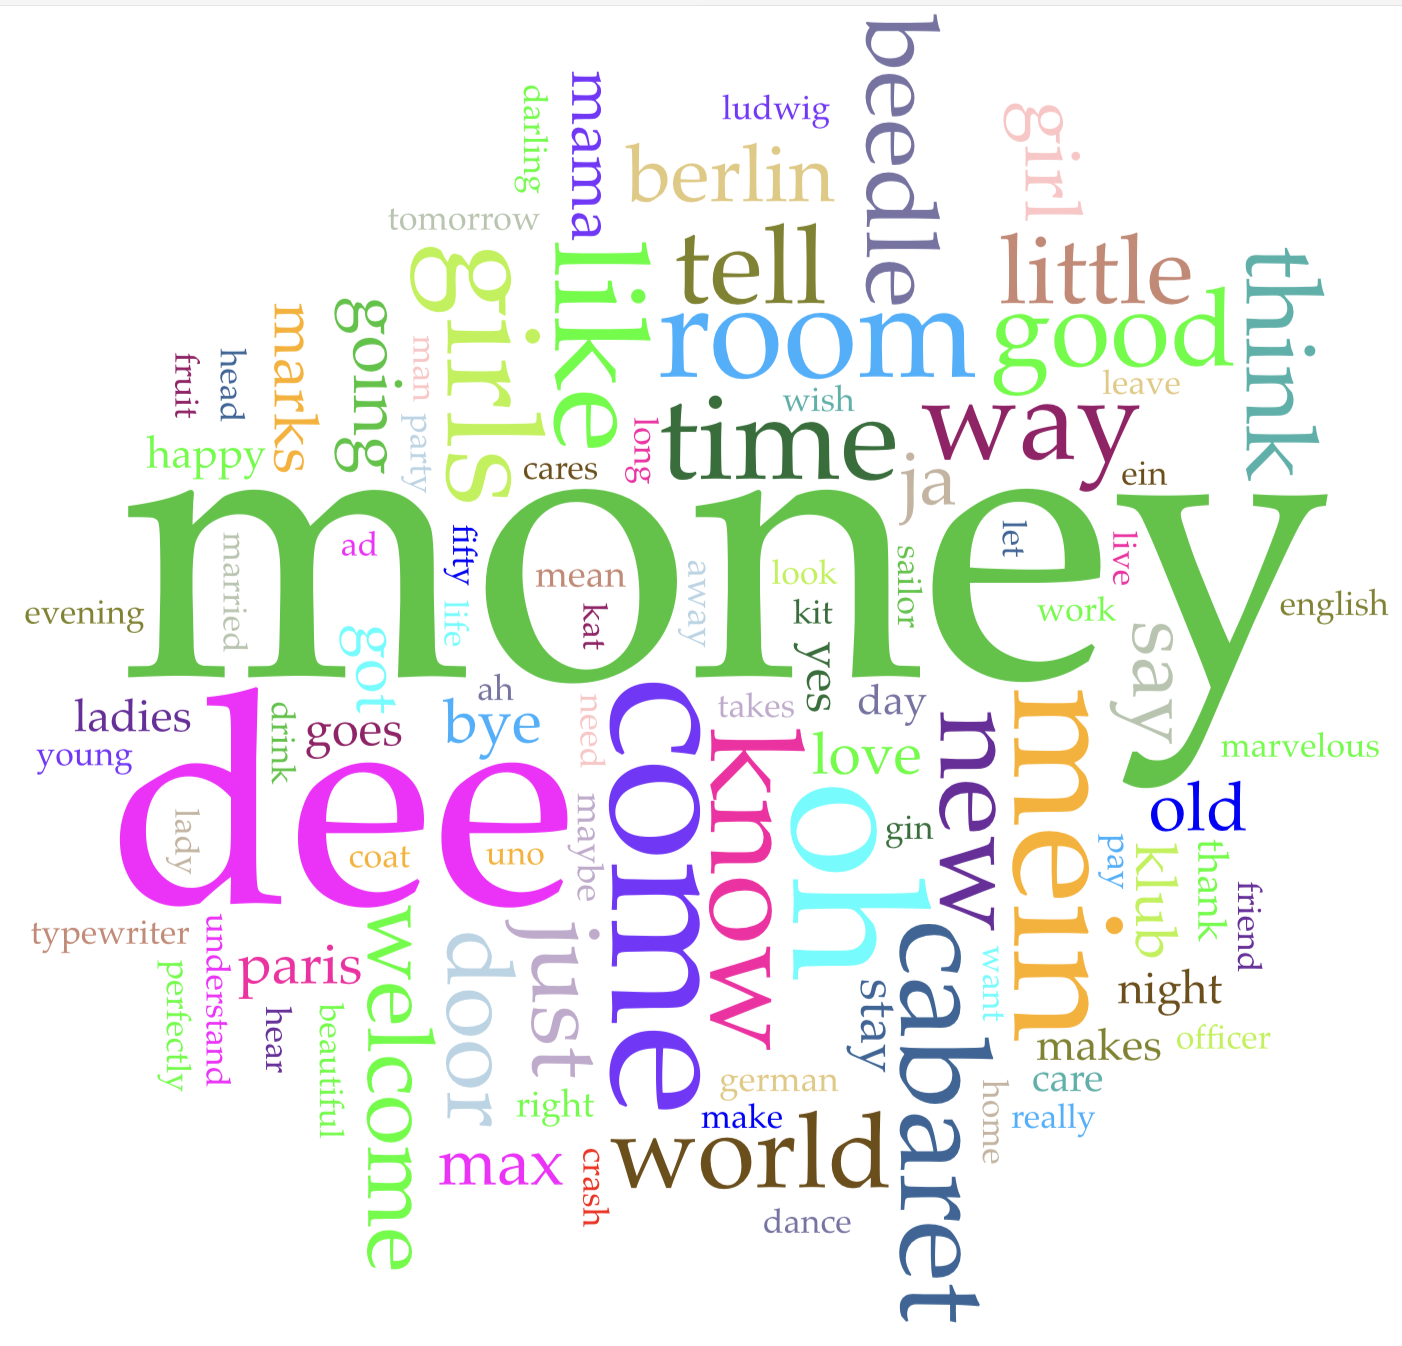 beedle
mama
darling
ludwig
girl
berlin
tomorrow
tell
little
like
girls
think
room
good
going
marks
man
head
fruit
leave
wish
time
way
party
long
happy
cares
ja
ein
money
let
fifty
ad
married
live
sailor
away
look
mean
evening
life
kat
kit
work
english
got
say
yes
ah
day
dee
ladies
drink
goes
bye
need
come
takes
know
love
new
mein
marvelous
young
old
oh
maybe
lady
coat
uno
gin
pay
klub
thank
friend
typewriter
understand
welcome
just
door
cabaret
paris
perfectly
want
night
stay
hear
beautiful
makes
officer
german
care
home
right
make
really
world
max
crash
dance